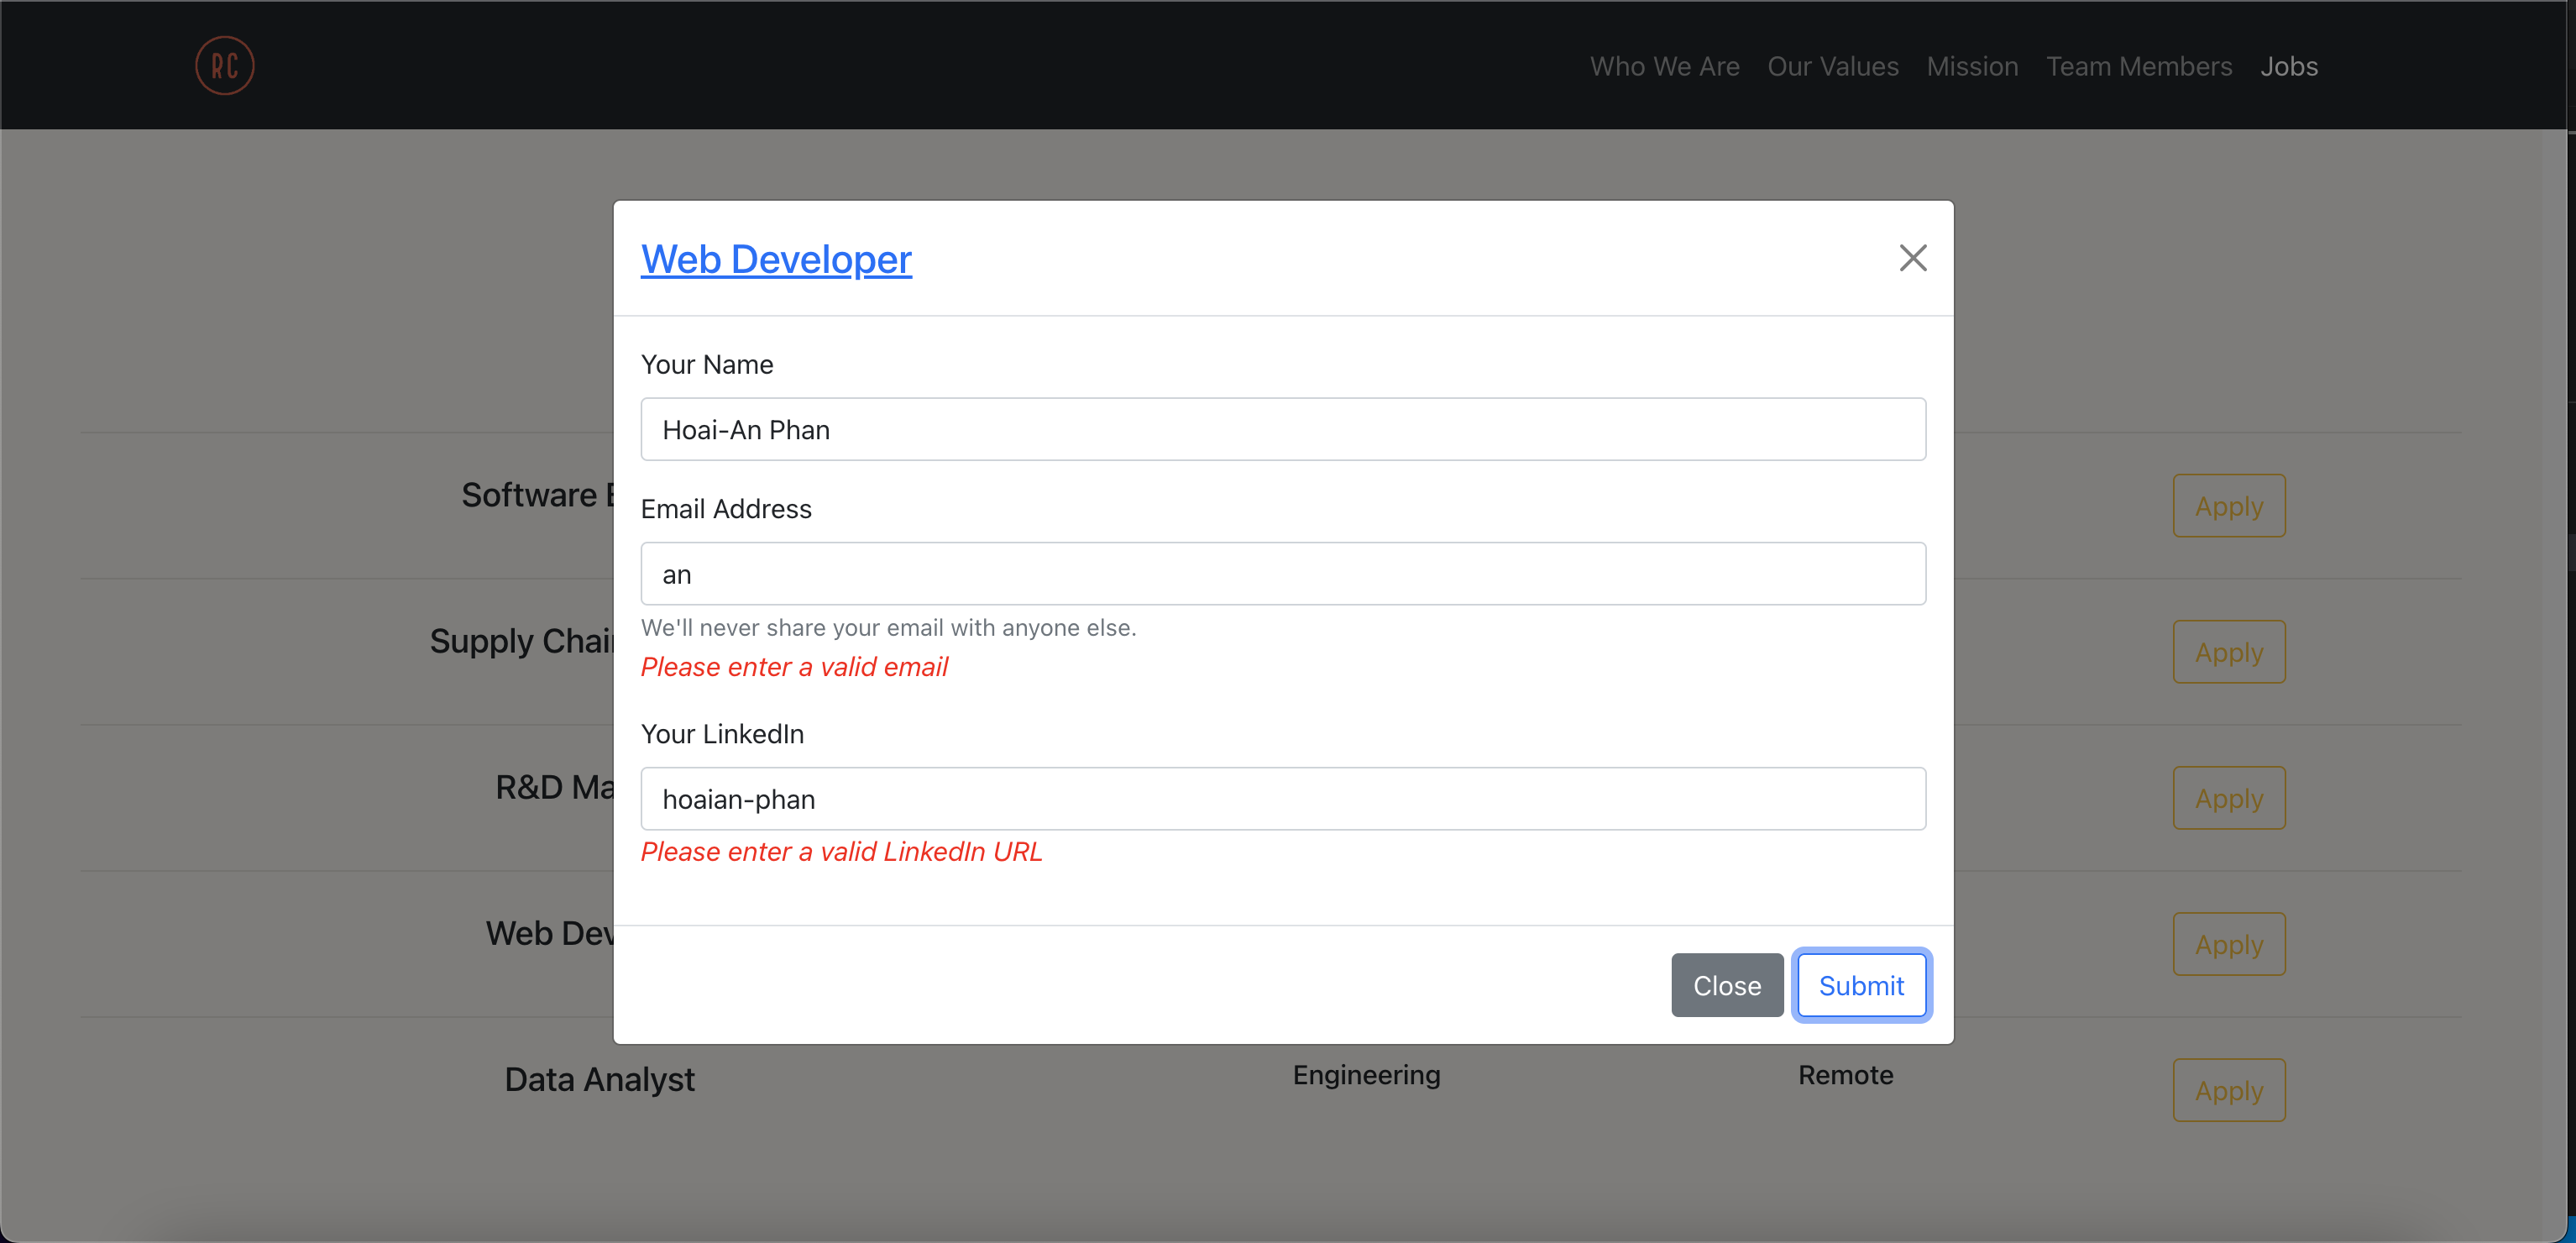 RC
Who We Are Our Values Mission Team Members Jobs
Web Developer
Your Name
Hoai-An Phan
Email Address
an
We'll never share your email with anyone else.
Please enter a valid email
Your LinkedIn
hoaian-phan
Please enter a valid LinkedIn URL
Close Submit
Software E
Apply
Supply Chai
Apply
R&D Ma
Apply
Web Dev
Apply
Data Analyst Engineering Remote Apply